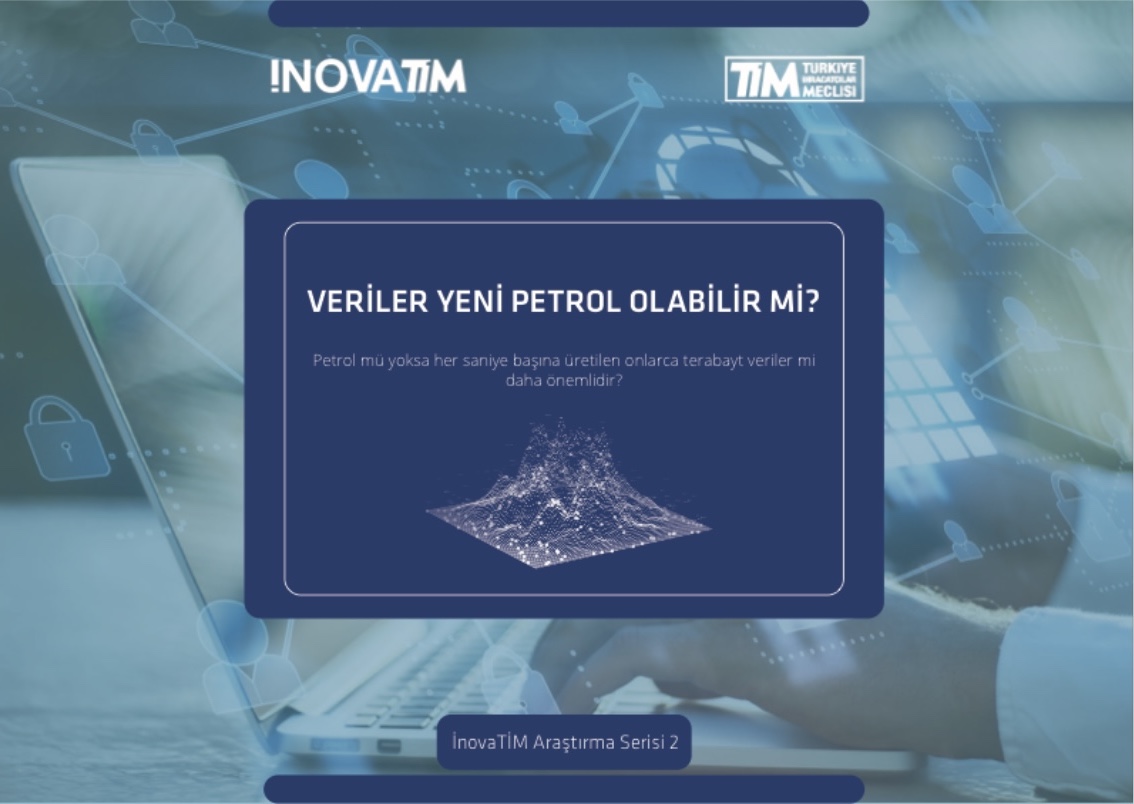 !NOVATİM
TİM TÜRKİYE
İHRACATÇILAR
MECLİSİ
VERİLER YENİ PETROL OLABİLİR Mİ?
Petrol mü yoksa her saniye başına üretilen onlarca terabayt veriler mi
daha önemlidir?
İnovaTİM Araştırma Serisi 2